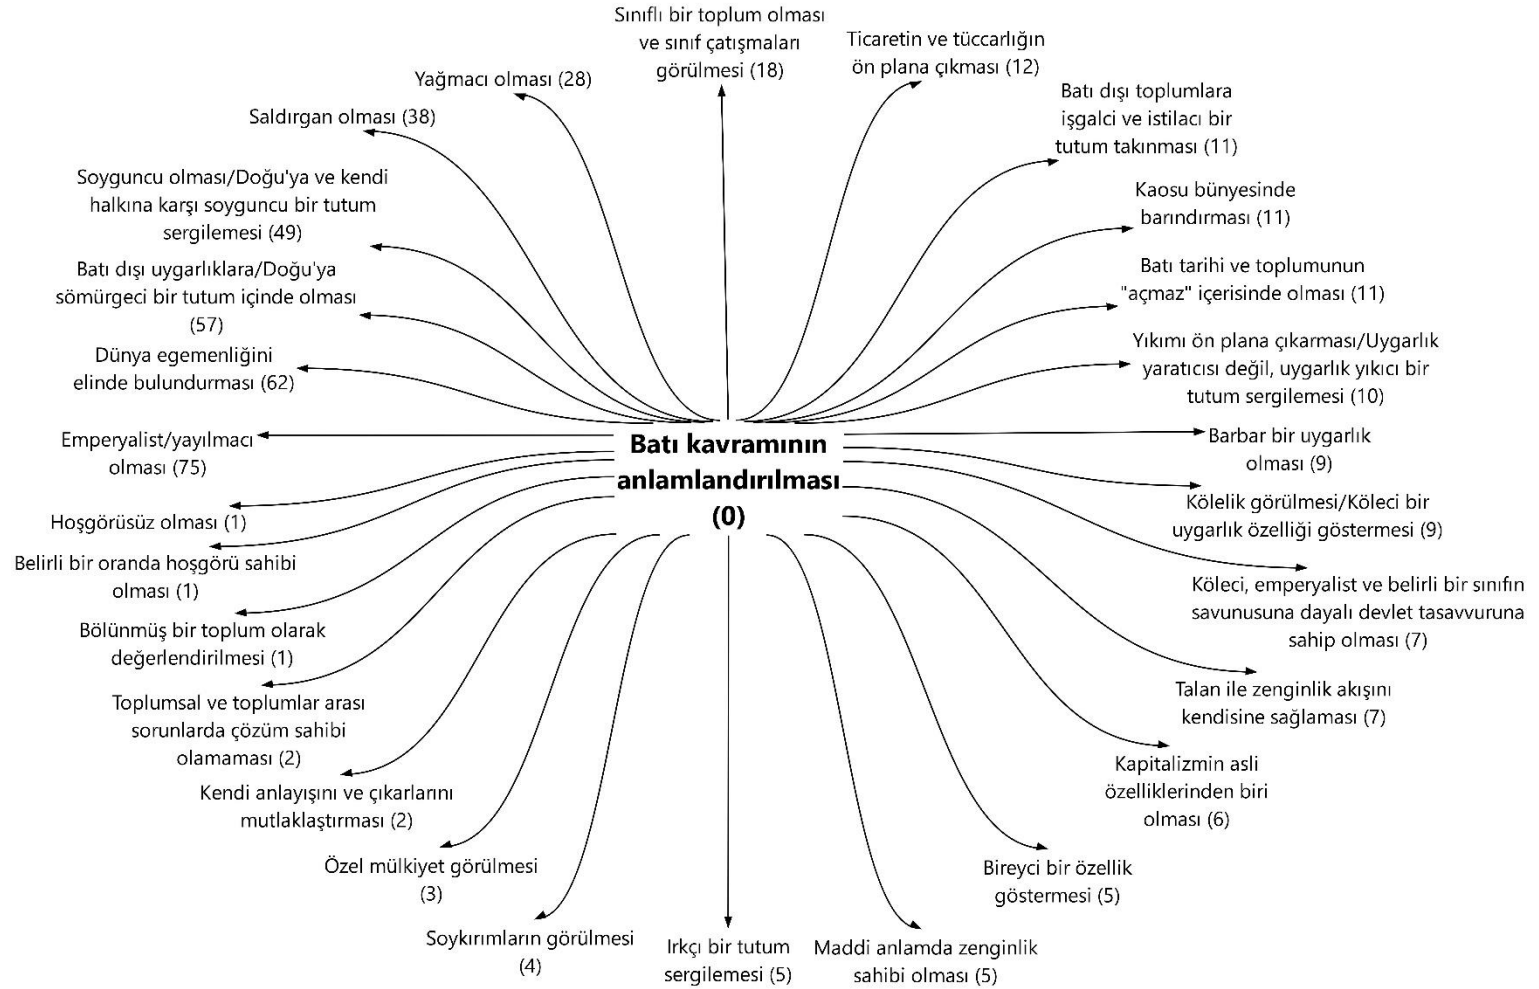 Sınıflı bir toplum olması
ve sınıf çatışmaları
görülmesi (18)
Ticaretin ve tüccarlığın
ön plana çıkması (12)
Batı dışı toplumlara
işgalci ve istilacı bir
tutum takınması (11)
Kaosu bünyesinde
barındırması (11)
Batı tarihi ve toplumunun
"açmaz" içerisinde olması (11)
Yıkımı ön plana çıkarması/Uygarlık
yaratıcısı değil, uygarlık yıkıcı bir
tutum sergilemesi (10)
Barbar bir uygarlık
olması (9)
Kölelik görülmesi/Köleci bir
uygarlık özelliği göstermesi (9)
Köleci, emperyalist ve belirli bir sınıfın
savunusuna dayalı devlet tasavvuruna
sahip olması (7)
Talan ile zenginlik akışını
kendisine sağlaması (7)
Kapitalizmin asli
özelliklerinden biri
olması (6)
Bireyci bir özellik
göstermesi (5)
Maddi anlamda zenginlik
sahibi olması (5)
Irkçı bir tutum
sergilemesi (5)
Soykırımların görülmesi
(4)
Özel mülkiyet görülmesi
(3)
Kendi anlayışını ve çıkarlarını
mutlaklaştırması (2)
Toplumsal ve toplumlar arası
sorunlarda çözüm sahibi
olamaması (2)
Bölünmüş bir toplum olarak
değerlendirilmesi (1)
Belirli bir oranda hoşgörü sahibi
olması (1)
Hoşgörüsüz olması (1)
Emperyalist/yayılmacı
olması (75)
Dünya egemenliğini
elinde bulundurması (62)
Batı dışı uygarlıklara/Doğu'ya
sömürgeci bir tutum içinde olması
(57)
Soyguncu olması/Doğu'ya ve kendi
halkına karşı soyguncu bir tutum
sergilemesi (49)
Saldırgan olması (38)
Yağmacı olması (28)
Batı kavramının
anlamlandırılması
(0)